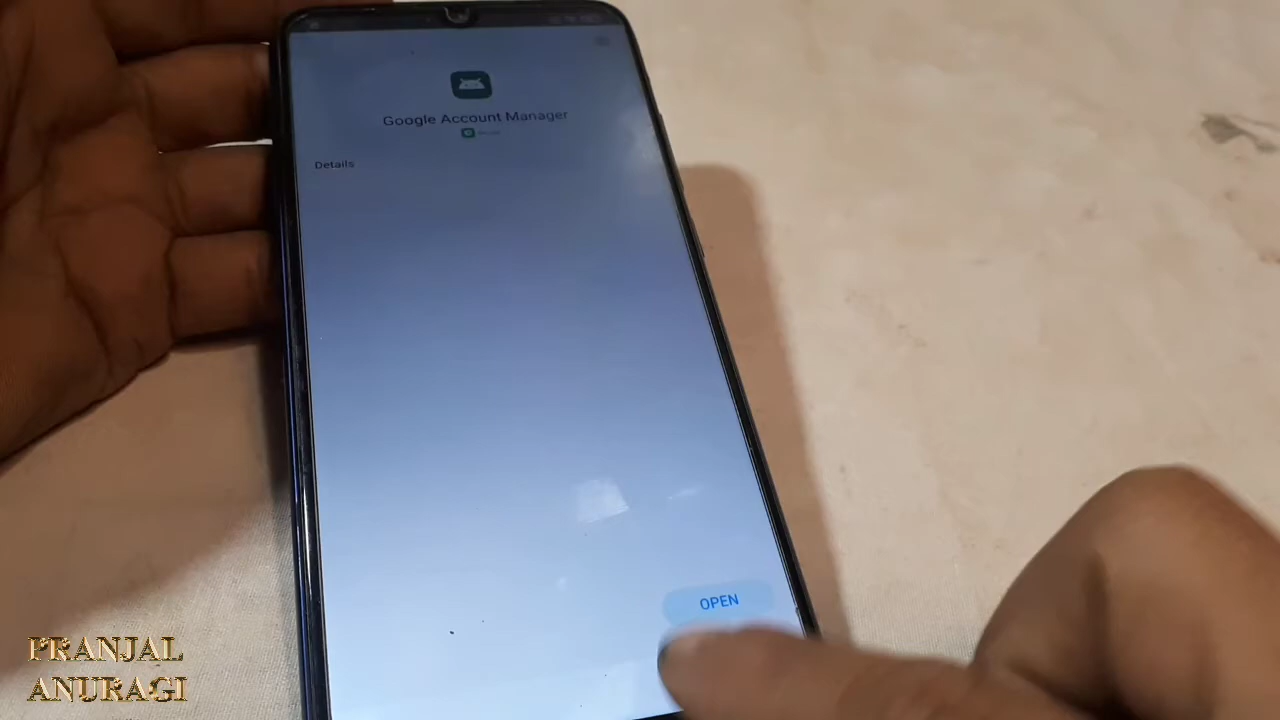 Google Account Manager
Details
OPEN
PRANJAL
ANURAGI